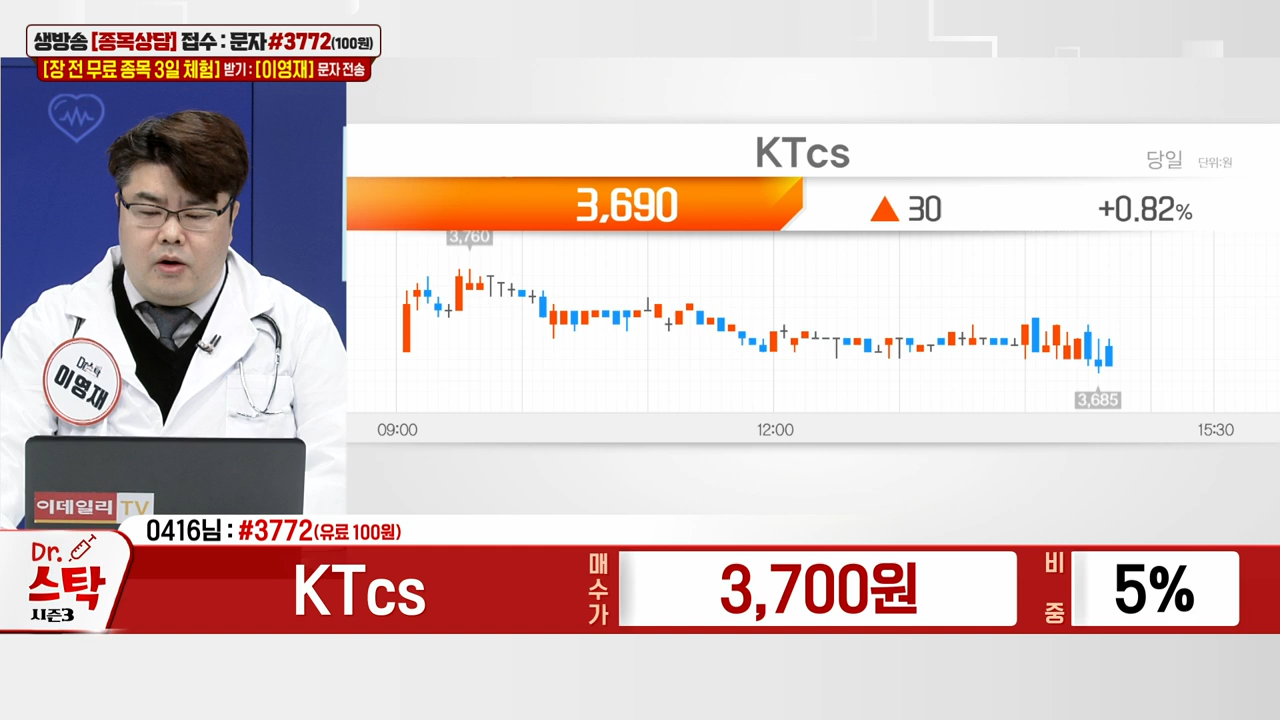 생방송 [종목상담] 접수 : 문자#3772(100원)
[장 전 무료 종목 3일 체험] 받기 : [이영재] 문자 전송
KTcs
당일 단위:원
3,690 ▲ 30 +0.82%
3,760
3,685
09:00 12:00 15:30
Dr.스탁
이영재
이데일리 TV
0416님 : #3772(유료 100원)
Dr.
스탁
시즌3
KTcs 매수가 3,700원 비중 5%